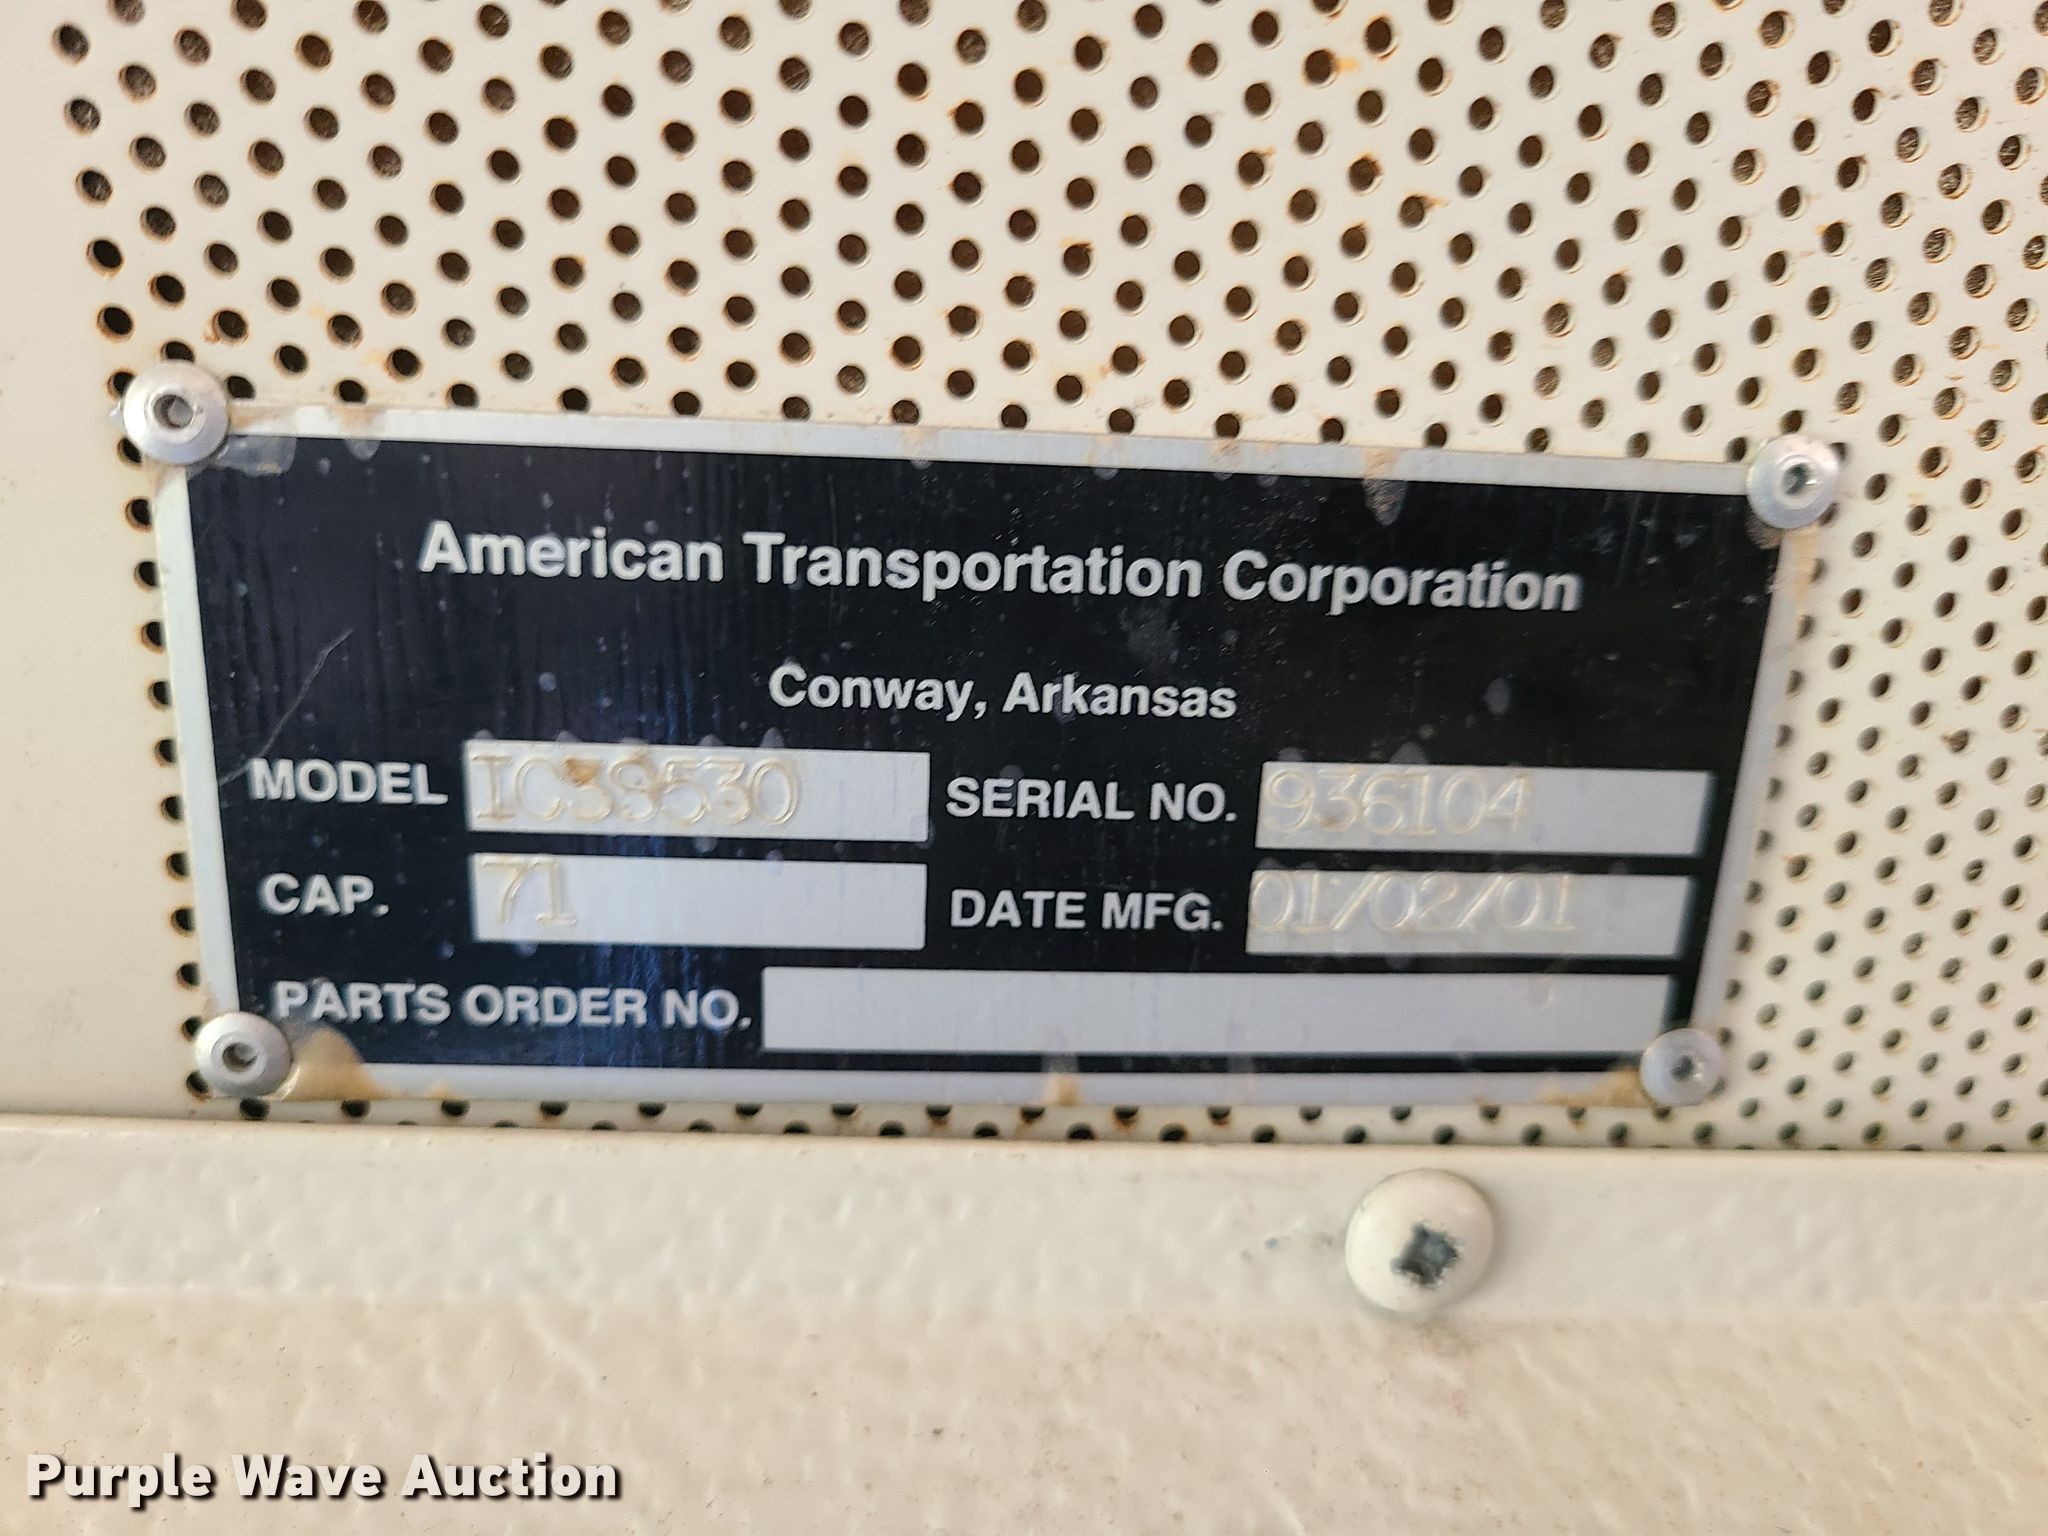 American Transportation Corporation
Conway, Arkansas
MODEL IC3S530 SERIAL NO. 936104
CAP. 71 DATE MFG. 01/02/01
PARTS ORDER NO.
Purple Wave Auction